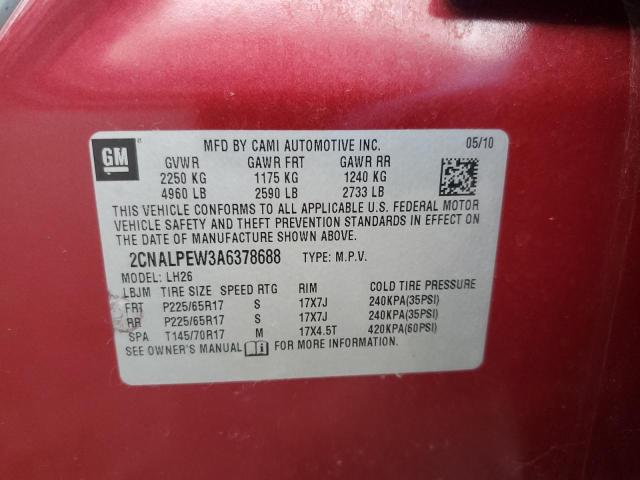 GM
MFD BY CAMI AUTOMOTIVE INC. 05/10
GVWR GAWR FRT GAWR RR
2250 KG 1175 KG 1240 KG
4960 LB 2590 LB 2733 LB
THIS VEHICLE CONFORMS TO ALL APPLICABLE U.S. FEDERAL MOTOR
VEHICLE SAFETY AND THEFT PREVENTION STANDARDS IN EFFECT ON
THE DATE OF MANUFACTURE SHOWN ABOVE.
2CNALPEW3A6378688 TYPE: M.P.V.
MODEL: LH26
LBJM TIRE SIZE SPEED RTG RIM COLD TIRE PRESSURE
FRT P225/65R17 S 17X7J 240KPA(35PSI)
RR P225/65R17 S 17X7J 240KPA(35PSI)
SPA T145/70R17 M 17X4.5T 420KPA(60PSI)
SEE OWNER'S MANUAL FOR MORE INFORMATION.